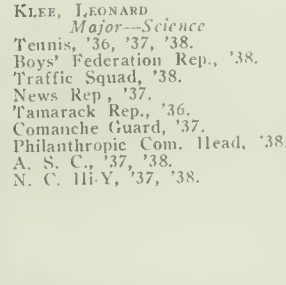 KLEE, LEONARD
Major—Science
Tennis, '36, '37, '38.
Boys' Federation Rep., '38.
Traffic Squad, '38.
News Rep., '37.
Tamarack Rep., '36.
Comanche Guard, '37.
Philanthropic Com. Head, '38.
A. S. C., '37, '38.
N. C. Hi-Y, '37, '38.